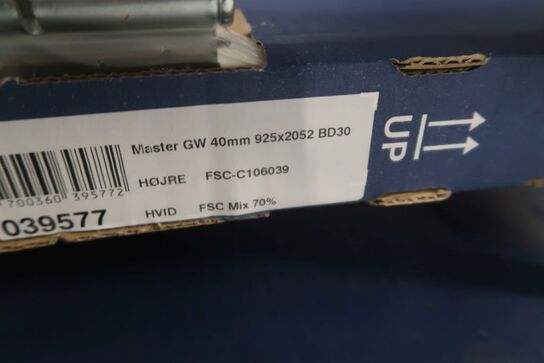 Master GW 40mm 925x2052 BD30
HØJRE FSC-C106039
HVID FSC Mix 70%
700360 395772
039577
UP